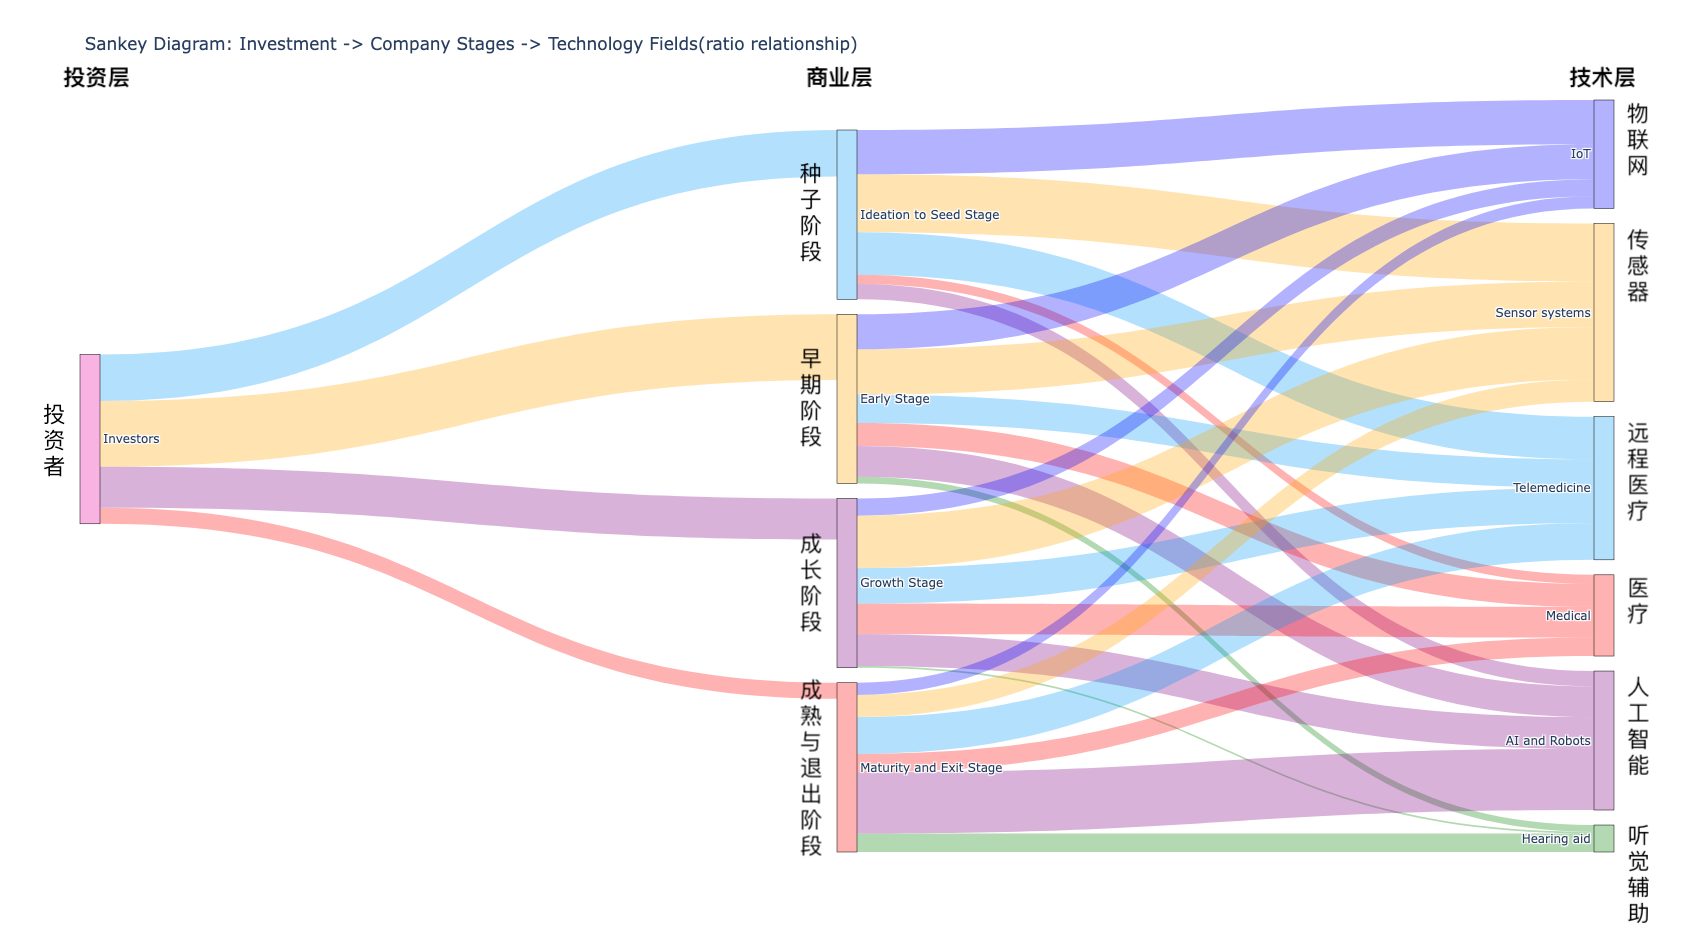 Sankey Diagram: Investment -> Company Stages -> Technology Fields(ratio relationship)
投资层
商业层
技术层
投资者
Investors
种子阶段
Ideation to Seed Stage
早期阶段
Early Stage
成长阶段
Growth Stage
成熟与退出阶段
Maturity and Exit Stage
IoT
物联网
Sensor systems
传感器
Telemedicine
远程医疗
Medical
医疗
AI and Robots
人工智能
Hearing aid
听觉辅助